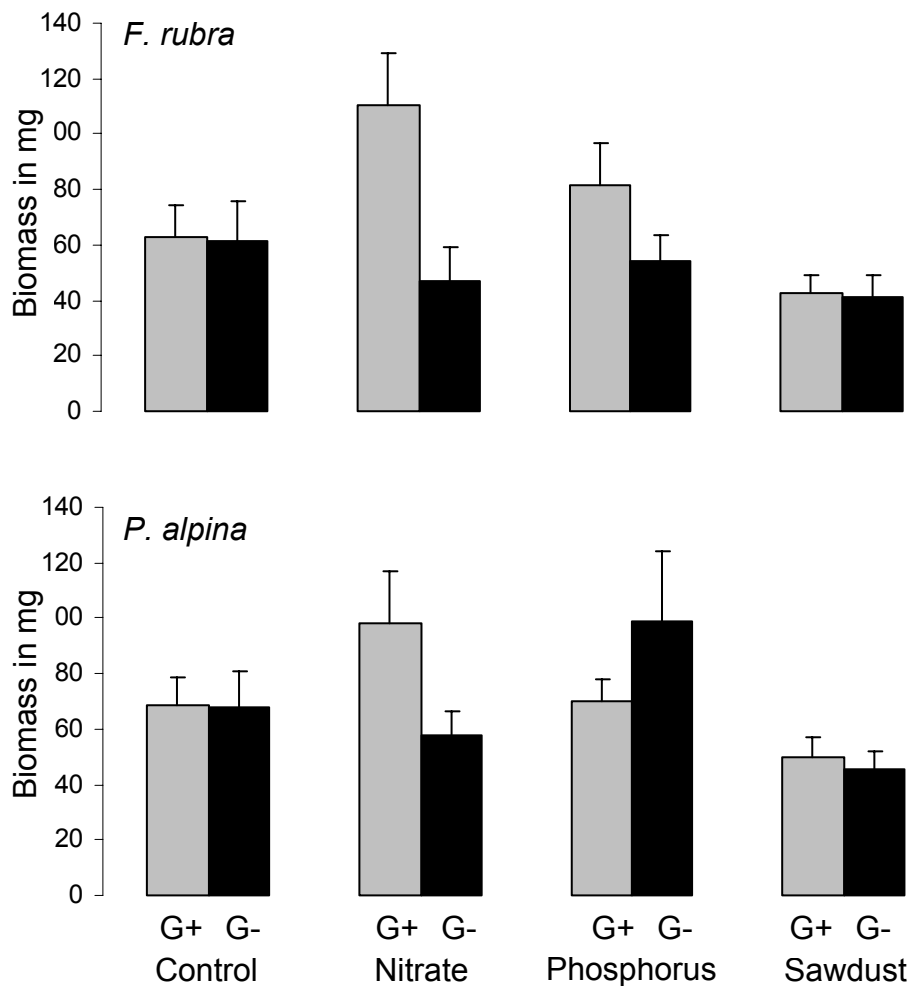 140
F. rubra
120
00
80
60
40
20
0
Biomass in mg
140
P. alpina
120
00
80
60
40
20
0
Biomass in mg
G+ G- G+ G- G+ G- G+ G-
Control Nitrate Phosphorus Sawdust